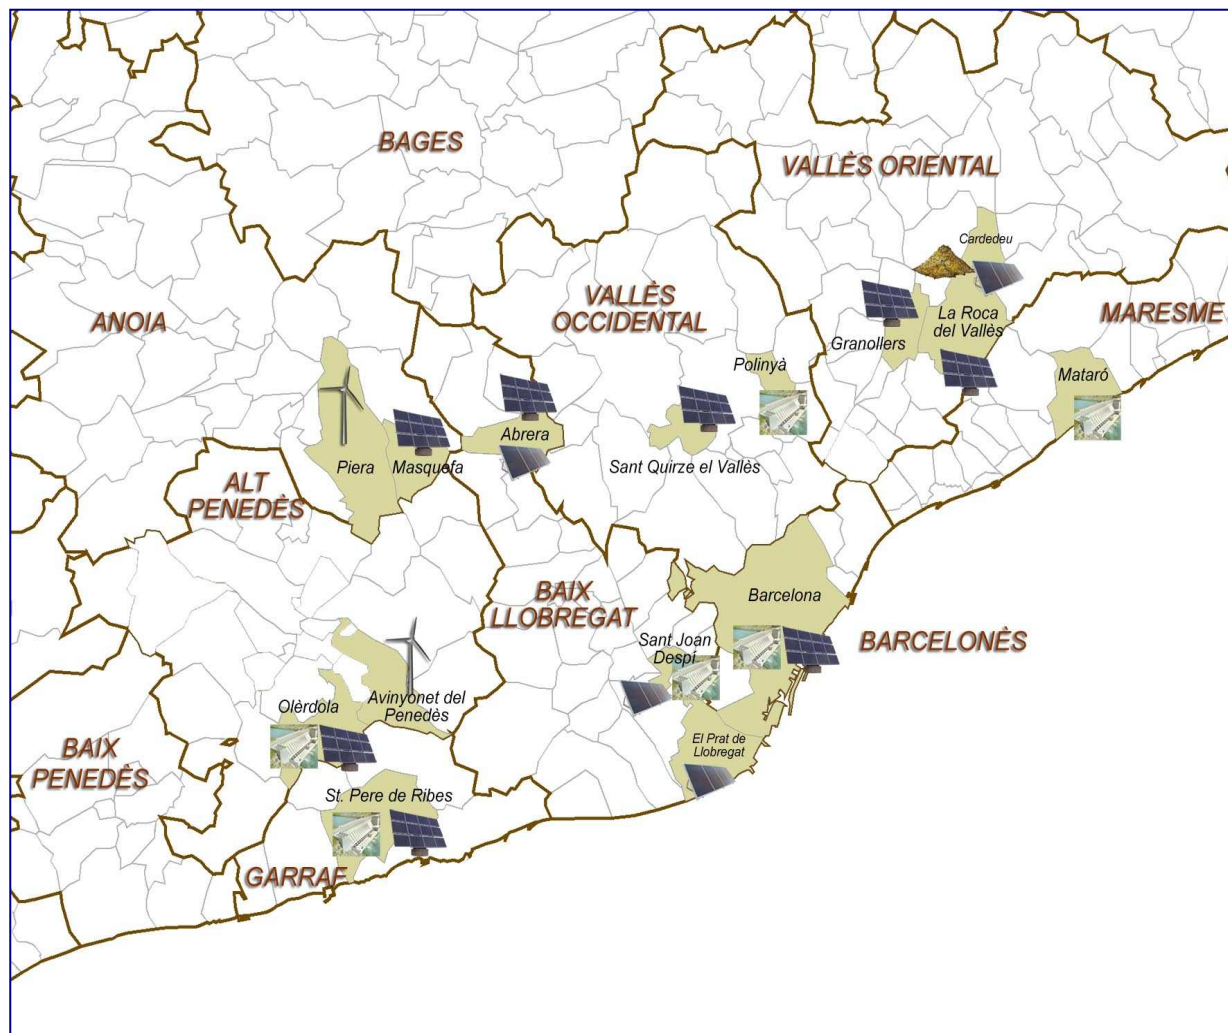 BAGES
VALLÈS ORIENTAL
Cardedeu
ANOIA
VALLÈS
OCCIDENTAL
MARESME
La Roca
del Vallès
Granollers
Polinyà
Mataró
Abrera
Piera
Masquefa
Sant Quirze el Vallès
ALT
PENEDÈS
BAIX
LLOBREGAT
Barcelona
Sant Joan
Despí
BARCELONÈS
Olèrdola
Avinyonet del
Penedès
El Prat de
Llobregat
BAIX
PENEDÈS
St. Pere de Ribes
GARRAF